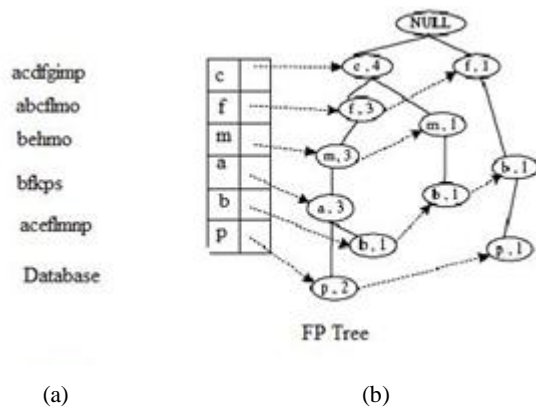 acdfgimp
abcflmo
behmo
bfkps
aceflmnp
Database
c
f
m
a
b
p
NULL
c,4
f,1
f,3
m,1
m,3
b,1
b,1
a,3
b,1
p,1
p,2
FP Tree
(a)
(b)